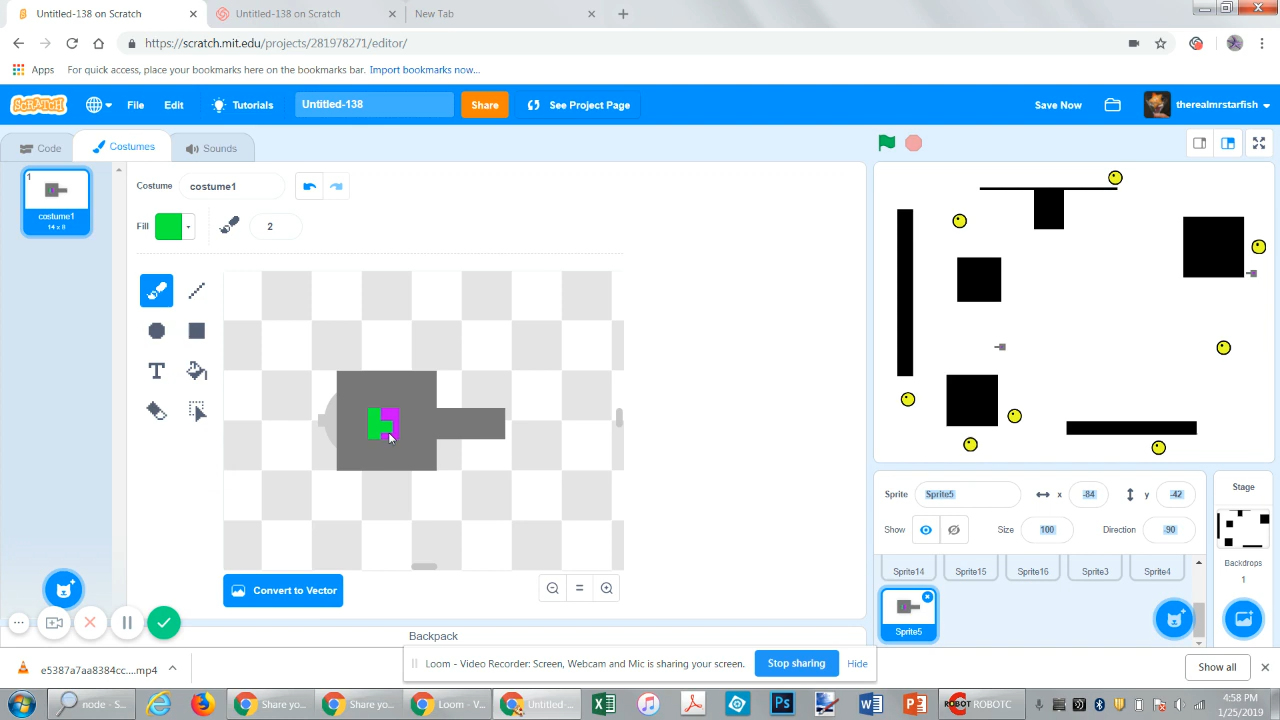 Untitled-138 on Scratch
Untitled-138 on Scratch
New Tab
https://scratch.mit.edu/projects/281978271/editor/
Apps
For quick access, place your bookmarks here on the bookmarks bar. Import bookmarks now...
SCRATCH
File
Edit
Tutorials
Untitled-138
Share
See Project Page
Save Now
therealmrstarfish
Code
Costumes
Sounds
1
costume1
14 x 8
Costume
costume1
Fill
2
T
Convert to Vector
Sprite
Sprite5
x
-84
y
-42
Show
Size
100
Direction
-90
Stage
Backdrops
1
Sprite14
Sprite15
Sprite16
Sprite3
Sprite4
Sprite5
Backpack
Loom - Video Recorder: Screen, Webcam and Mic is sharing your screen.
Stop sharing
Hide
e5387a7aa8384cc....mp4
Show all
node - S...
Share yo...
Share yo...
Loom - V...
Untitled-...
Ps
ROBOT
ROBOTC
4:58 PM
1/25/2019